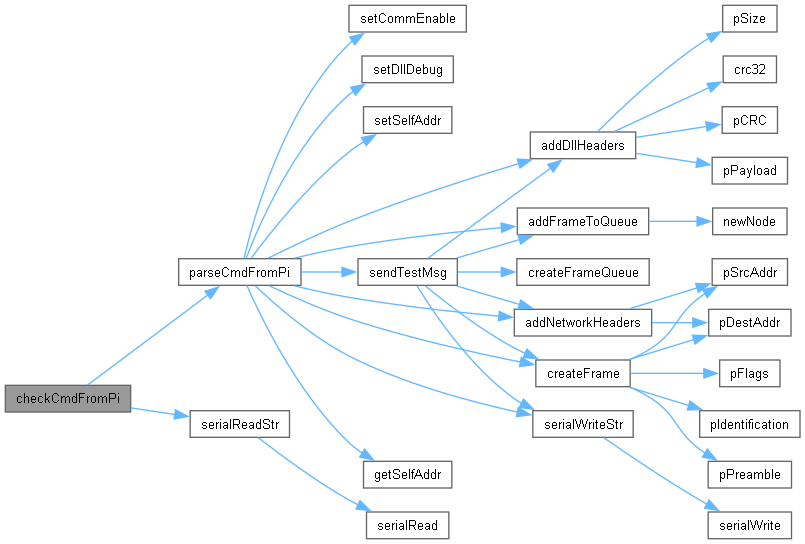 setCommEnable
pSize
setDllDebug
crc32
setSelfAddr
pCRC
addDllHeaders
pPayload
addFrameToQueue
newNode
parseCmdFromPi
sendTestMsg
createFrameQueue
pSrcAddr
addNetworkHeaders
pDestAddr
createFrame
pFlags
checkCmdFromPi
serialReadStr
serialWriteStr
pIdentification
getSelfAddr
pPreamble
serialRead
serialWrite